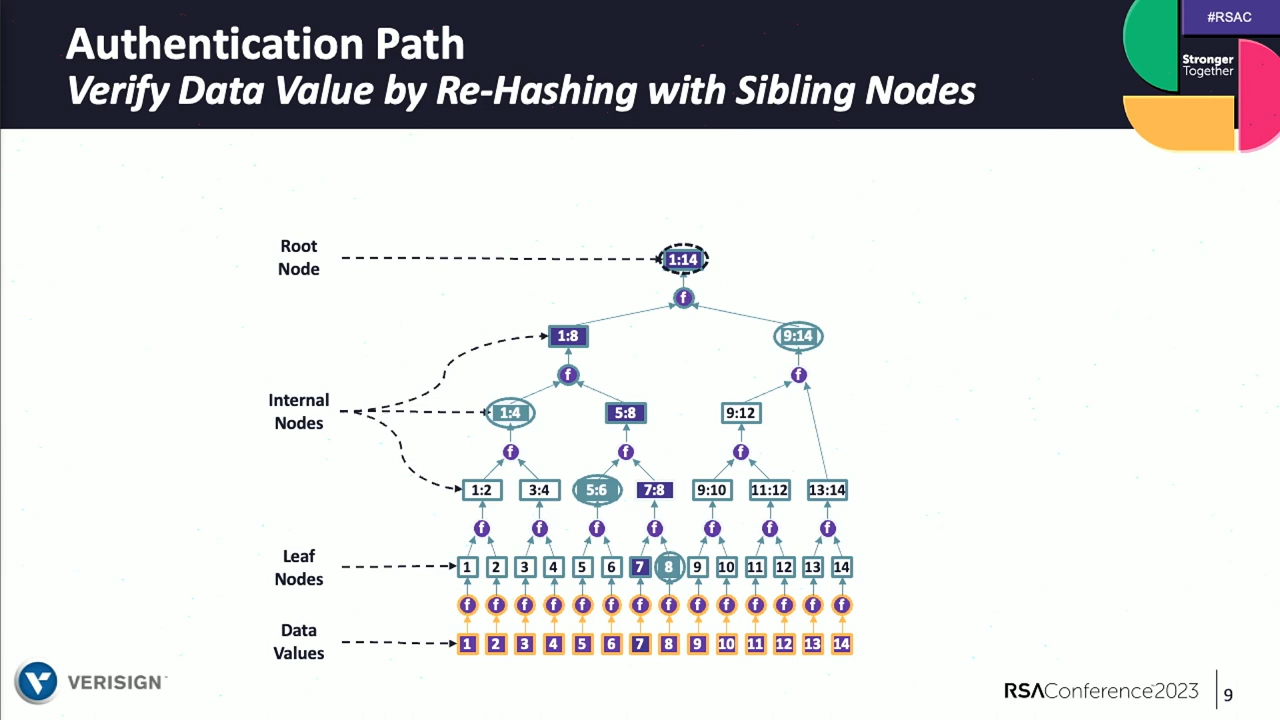 Authentication Path
Verify Data Value by Re-Hashing with Sibling Nodes
#RSAC
Stronger
Together
Root
Node
1:14
f
1:8
9:14
f
f
Internal
Nodes
1:4
5:8
9:12
f
f
f
1:2
3:4
5:6
7:8
9:10
11:12
13:14
f
f
f
f
f
f
f
Leaf
Nodes
1 2 3 4 5 6 7 8 9 10 11 12 13 14
f f f f f f f f f f f f f f
Data
Values
1 2 3 4 5 6 7 8 9 10 11 12 13 14
VERISIGN
RSAConference™2023
9